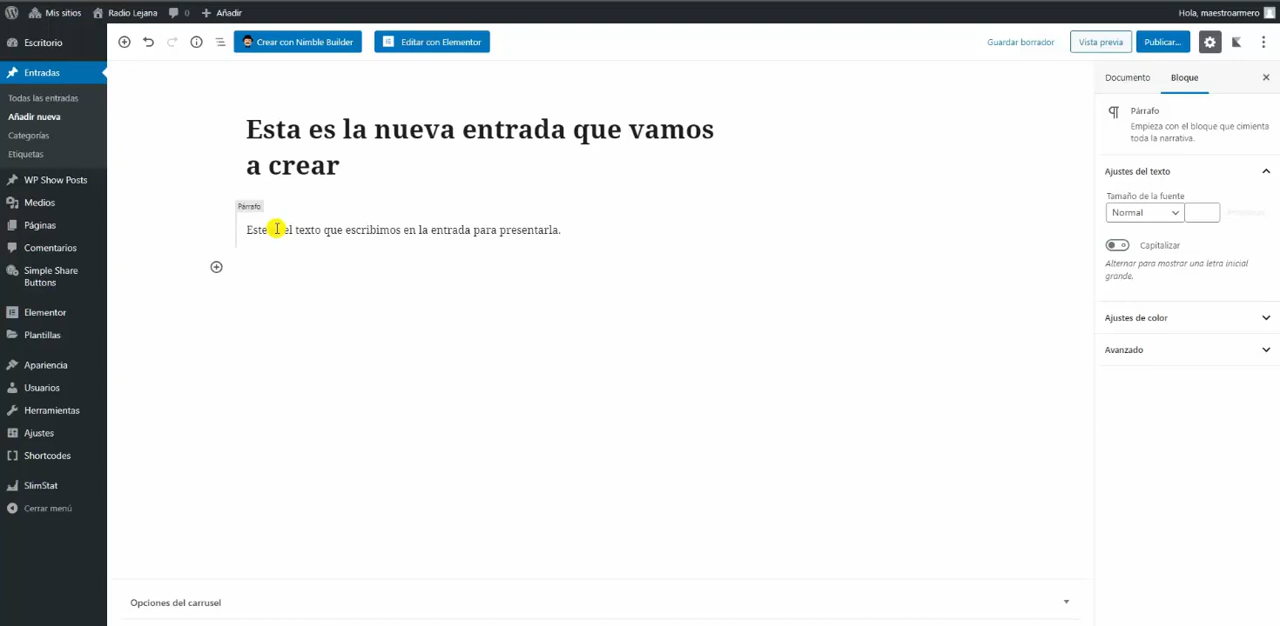 Mis sitios Radio Lejana 0 Añadir Hola, maestroarmero
Escritorio
Entradas
Todas las entradas
Añadir nueva
Categorías
Etiquetas
WP Show Posts
Medios
Páginas
Comentarios
Simple Share
Buttons
Elementor
Plantillas
Apariencia
Usuarios
Herramientas
Ajustes
Shortcodes
SlimStat
Cerrar menú
Crear con Nimble Builder Editar con Elementor Guardar borrador Vista previa Publicar...
Esta es la nueva entrada que vamos
a crear
Párrafo
Este el texto que escribimos en la entrada para presentarla.
Opciones del carrusel
Documento Bloque
Párrafo
Empieza con el bloque que cimienta
toda la narrativa.
Ajustes del texto
Tamaño de la fuente
Normal
Capitalizar
Alternar para mostrar una letra inicial
grande.
Ajustes de color
Avanzado